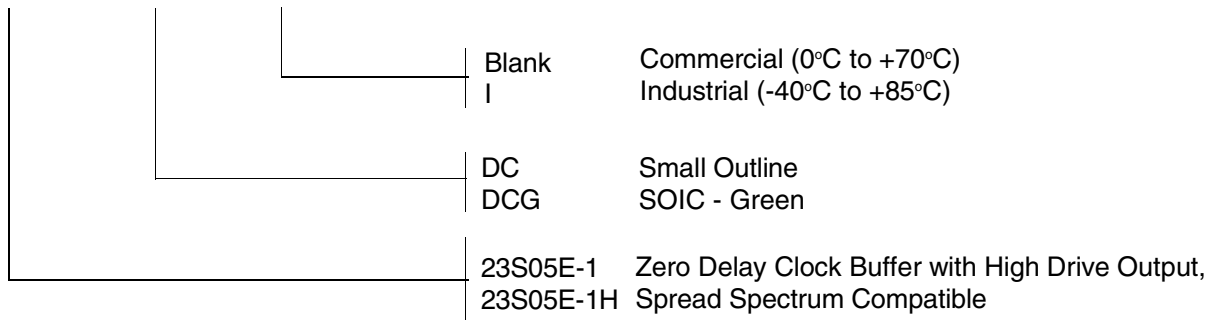 Blank Commercial (0°C to +70°C)
I Industrial (-40°C to +85°C)
DC Small Outline
DCG SOIC - Green
23S05E-1 Zero Delay Clock Buffer with High Drive Output,
23S05E-1H Spread Spectrum Compatible